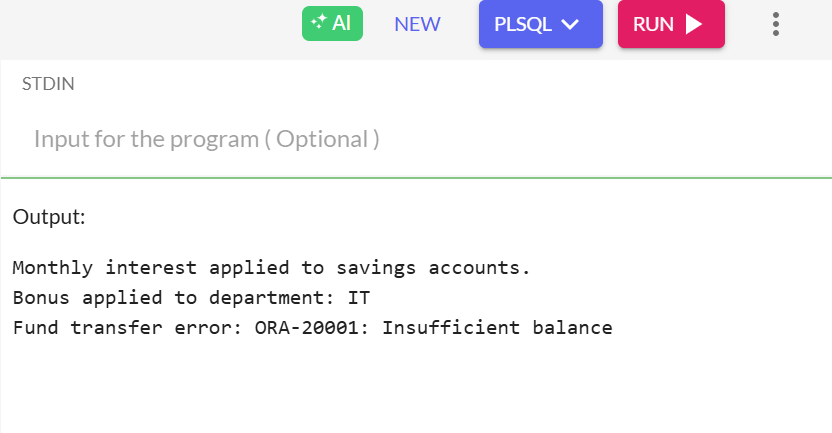 AI NEW PLSQL RUN
STDIN
Input for the program ( Optional )
Output:
Monthly interest applied to savings accounts.
Bonus applied to department: IT
Fund transfer error: ORA-20001: Insufficient balance